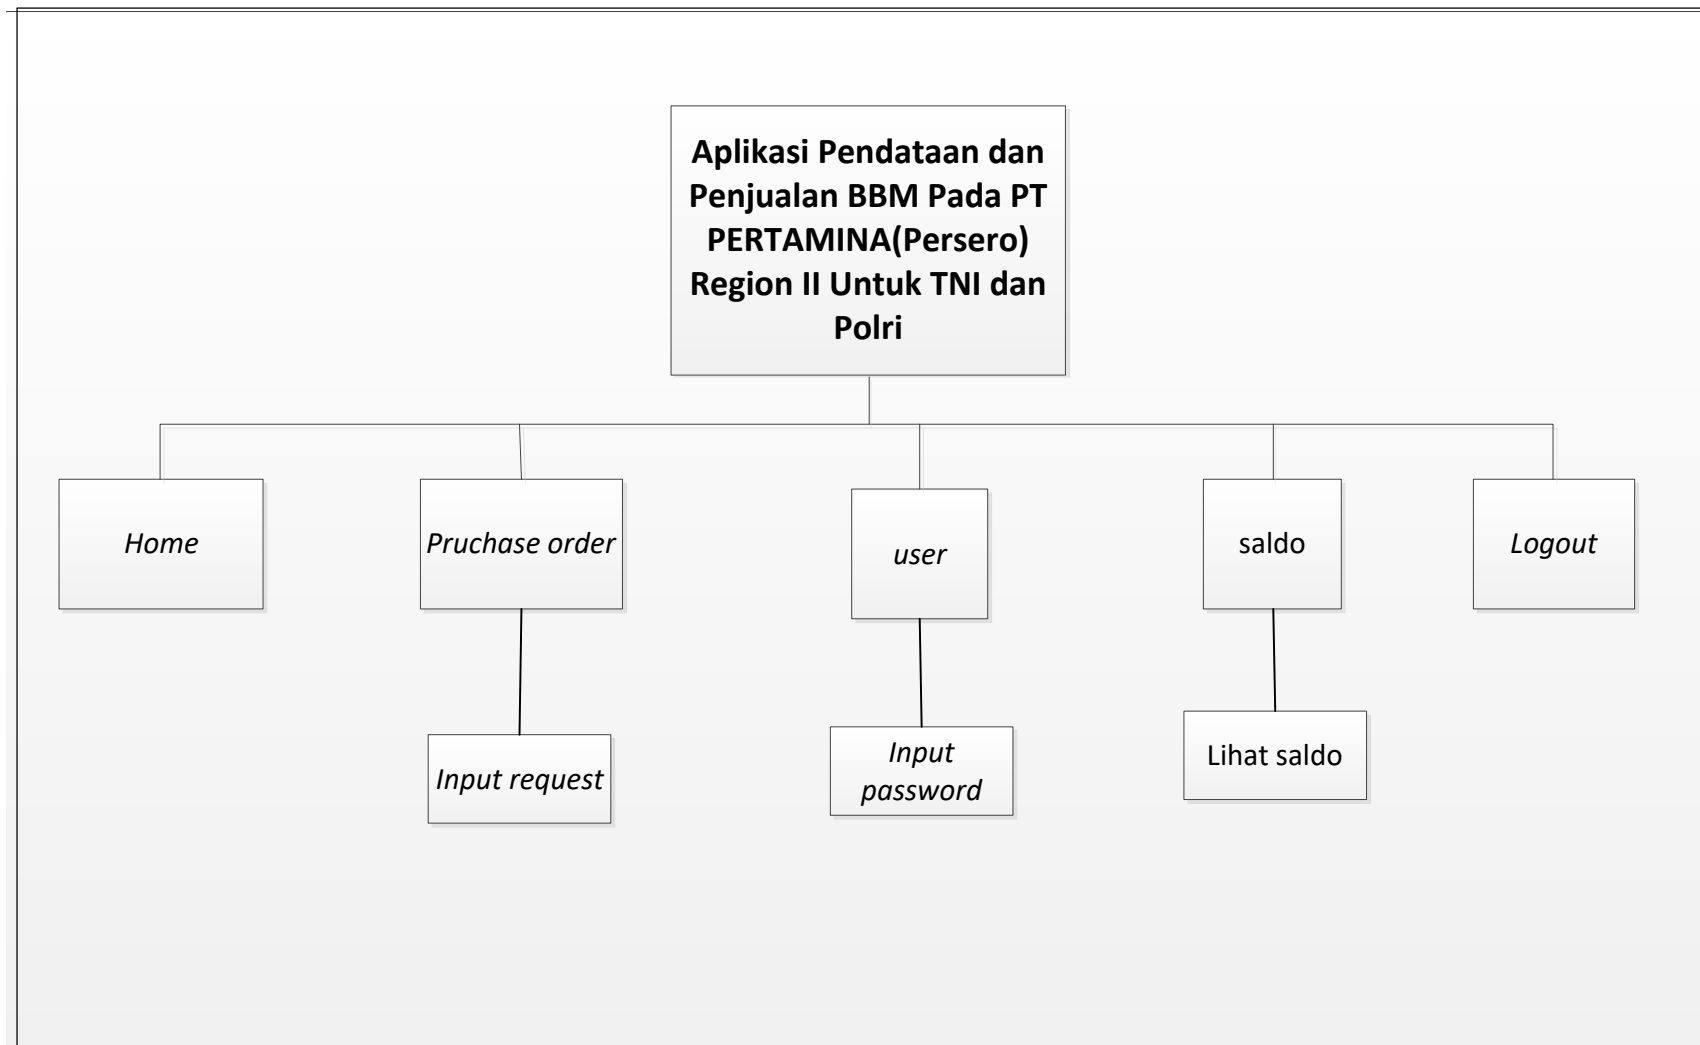 Aplikasi Pendataan dan
Penjualan BBM Pada PT
PERTAMINA(Persero)
Region II Untuk TNI dan
Polri
Home
Pruchase order
user
saldo
Logout
Input request
Input
password
Lihat saldo